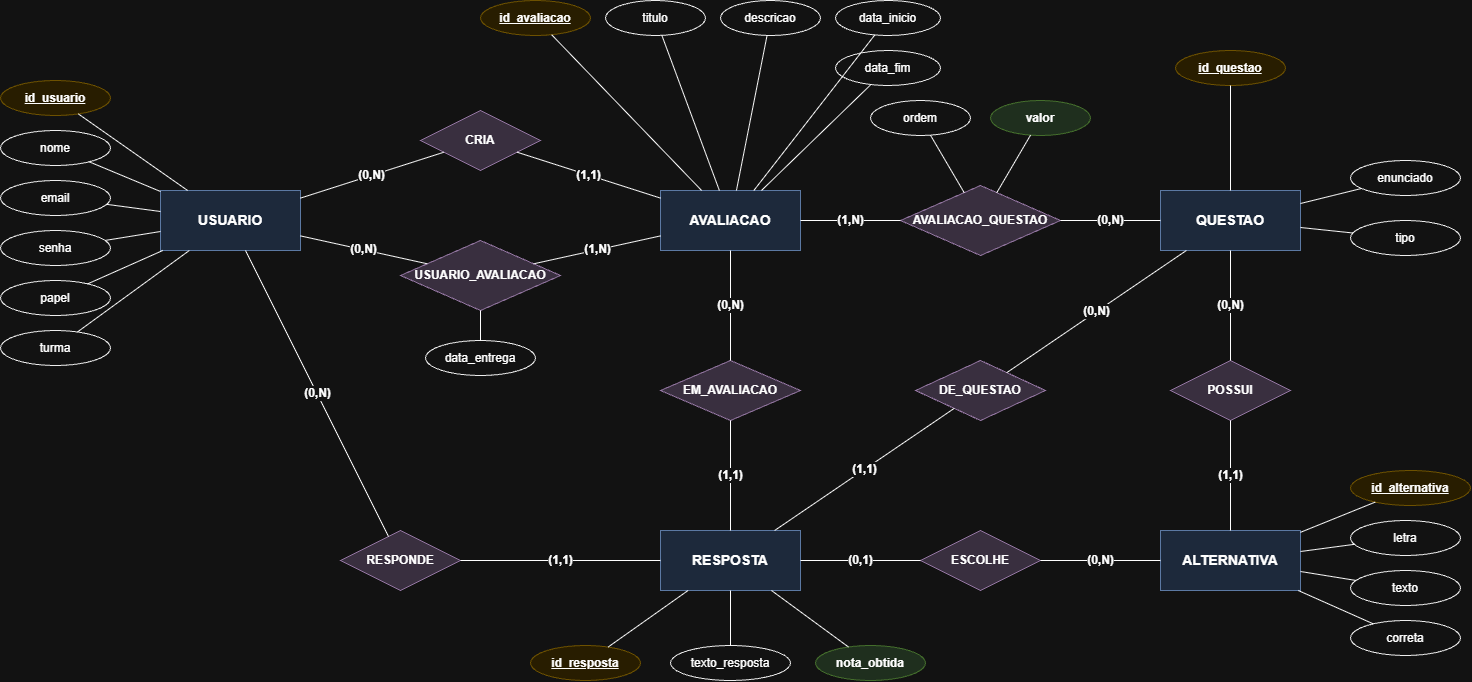 id_avaliacao
titulo
descricao
data_inicio
data_fim
id_questao
id_usuario
nome
email
senha
papel
turma
ordem
valor
CRIA
(0,N)
(1,1)
enunciado
tipo
USUARIO
AVALIACAO
(1,N)
AVALIACAO_QUESTAO
(0,N)
QUESTAO
(0,N)
USUARIO_AVALIACAO
(1,N)
data_entrega
(0,N)
(0,N)
(0,N)
(0,N)
EM_AVALIACAO
DE_QUESTAO
POSSUI
(1,1)
(1,1)
(1,1)
id_alternativa
letra
texto
correta
RESPONDE
(1,1)
RESPOSTA
(0,1)
ESCOLHE
(0,N)
ALTERNATIVA
id_resposta
texto_resposta
nota_obtida